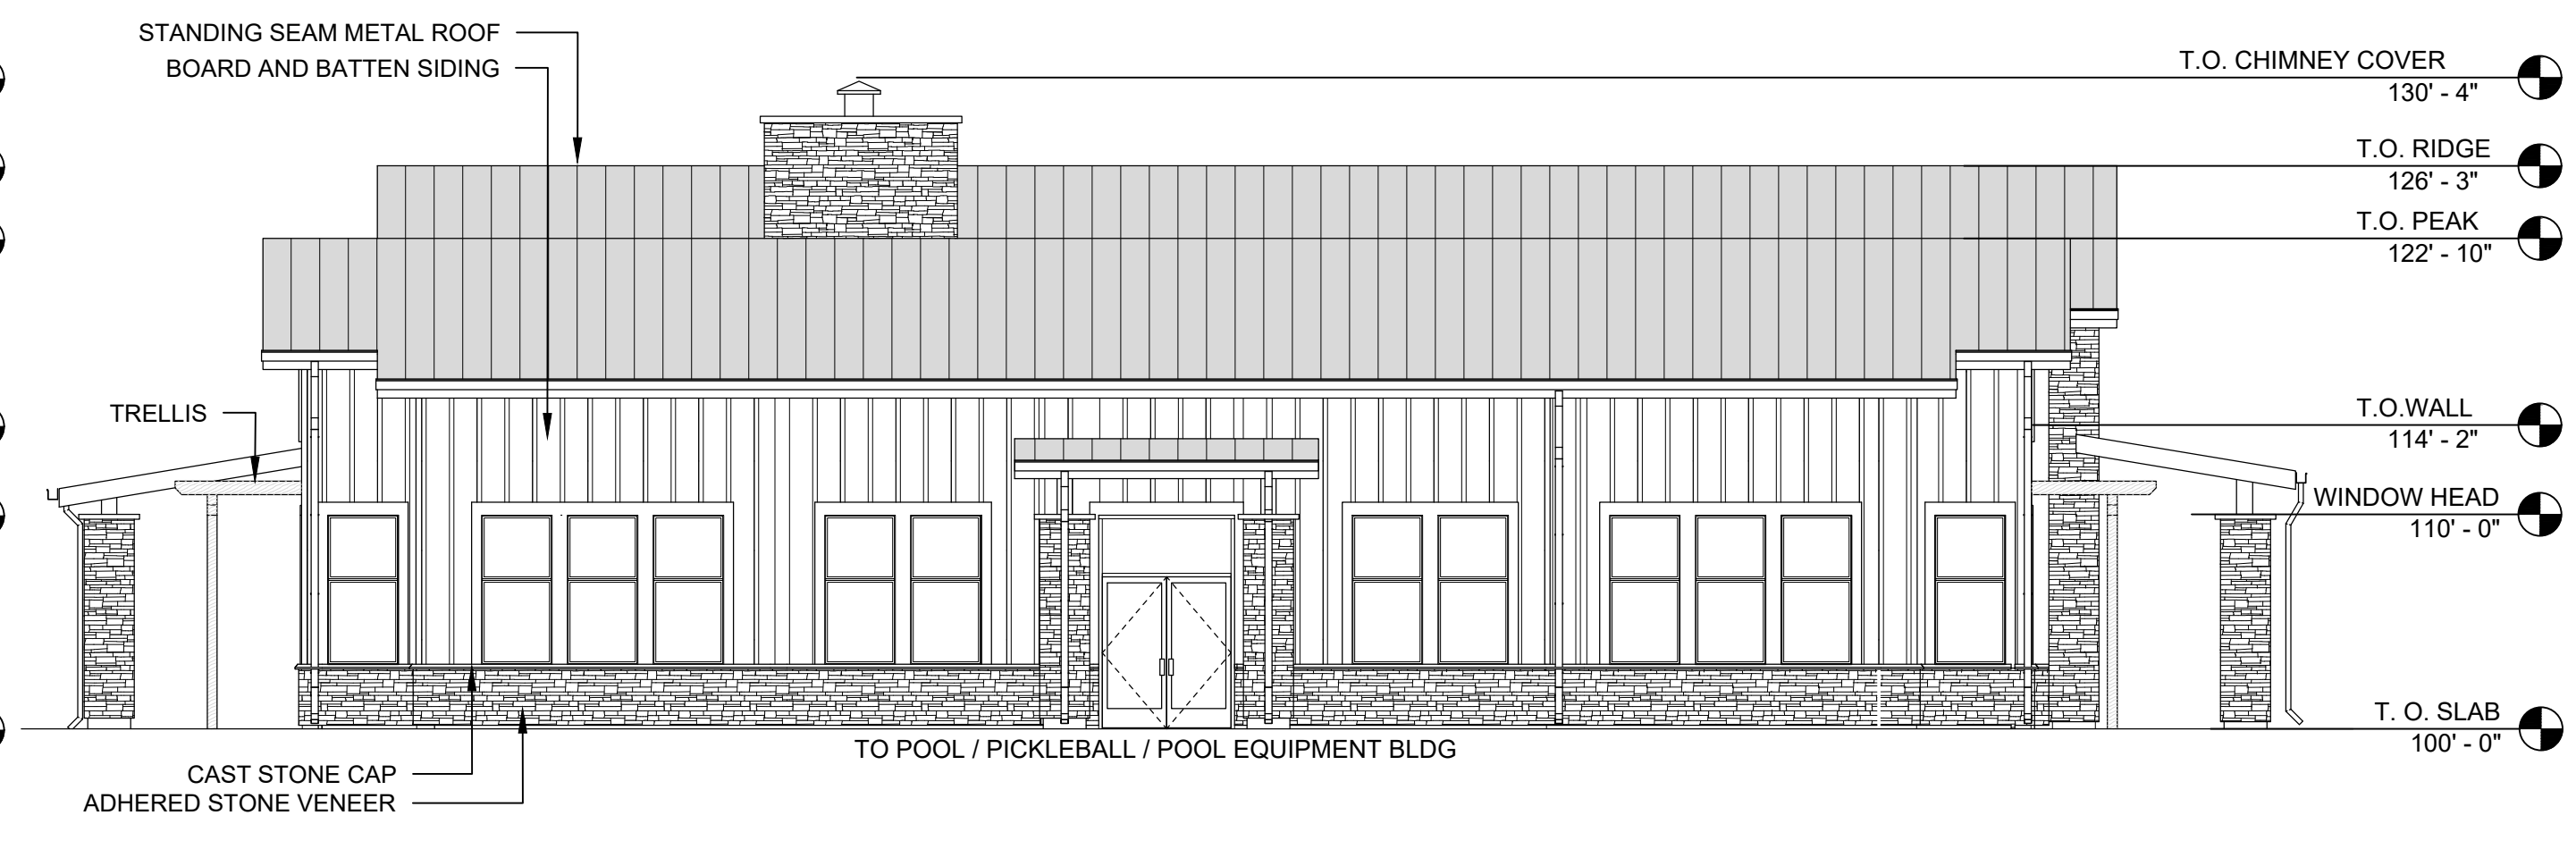 STANDING SEAM METAL ROOF
BOARD AND BATTEN SIDING
T.O. CHIMNEY COVER
130' - 4"
T.O. RIDGE
126' - 3"
T.O. PEAK
122' - 10"
TRELLIS
T.O.WALL
114' - 2"
WINDOW HEAD
110' - 0"
T. O. SLAB
100' - 0"
TO POOL / PICKLEBALL / POOL EQUIPMENT BLDG
CAST STONE CAP
ADHERED STONE VENEER